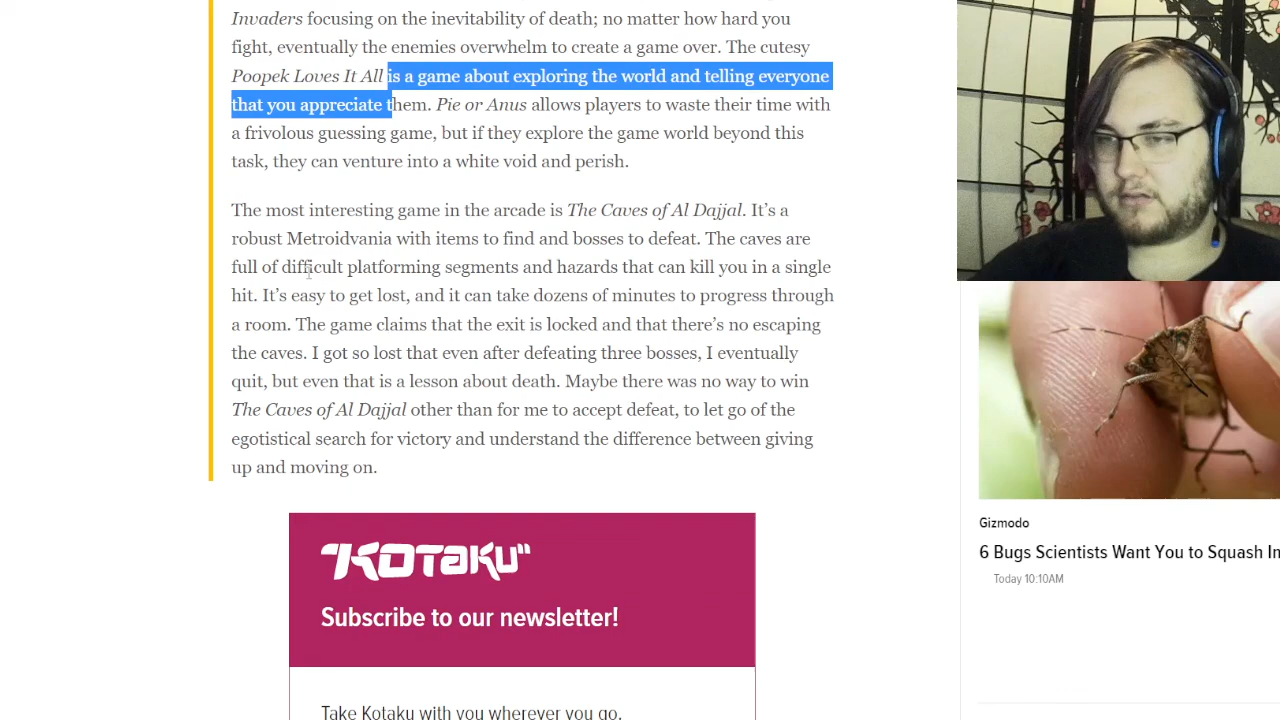 Invaders focusing on the inevitability of death; no matter how hard you
fight, eventually the enemies overwhelm to create a game over. The cutesy
Poopek Loves It All is a game about exploring the world and telling everyone
that you appreciate them. Pie or Anus allows players to waste their time with
a frivolous guessing game, but if they explore the game world beyond this
task, they can venture into a white void and perish.
The most interesting game in the arcade is The Caves of Al Dajjal. It’s a
robust Metroidvania with items to find and bosses to defeat. The caves are
full of difficult platforming segments and hazards that can kill you in a single
hit. It’s easy to get lost, and it can take dozens of minutes to progress through
a room. The game claims that the exit is locked and that there’s no escaping
the caves. I got so lost that even after defeating three bosses, I eventually
quit, but even that is a lesson about death. Maybe there was no way to win
The Caves of Al Dajjal other than for me to accept defeat, to let go of the
egotistical search for victory and understand the difference between giving
up and moving on.
"KOTAKU"
Subscribe to our newsletter!
Take Kotaku with you wherever you go.
Gizmodo
6 Bugs Scientists Want You to Squash In
Today 10:10AM